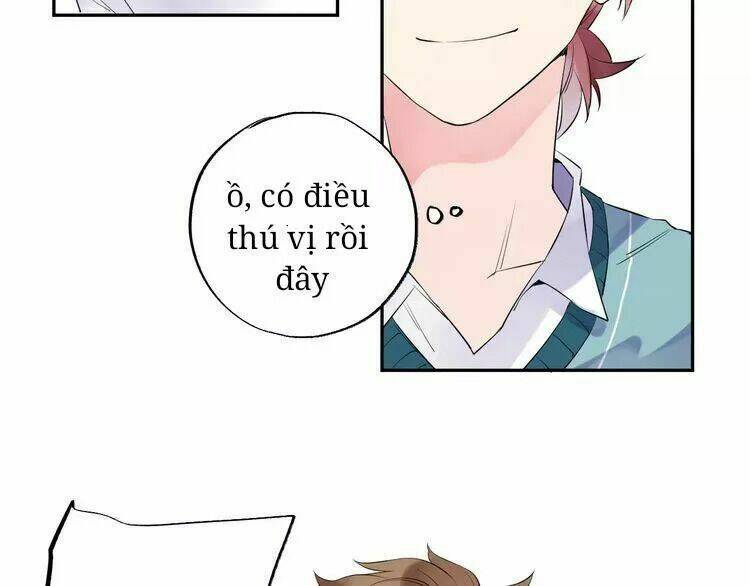 ồ, có điều
thú vị rồi
đây